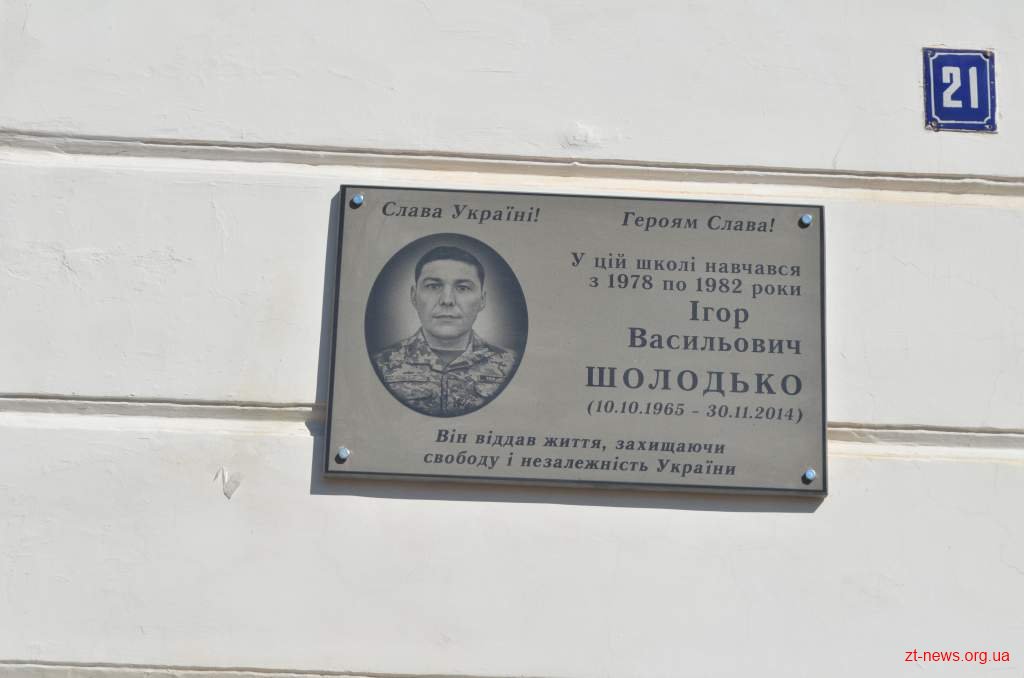 21
Слава Україні!
Героям Слава!
У цій школі навчався
з 1978 по 1982 роки
Ігор
Васильович
ШОЛОДЬКО
(10.10.1965 - 30.11.2014)
Він віддав життя, захищаючи
свободу і незалежність України
zt-news.org.ua